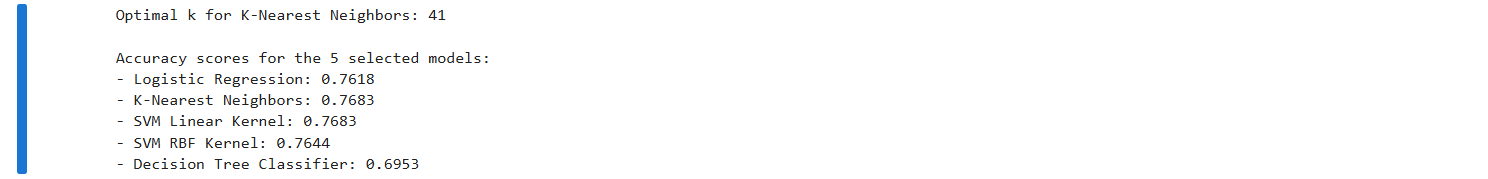 Optimal k for K-Nearest Neighbors: 41
Accuracy scores for the 5 selected models:
- Logistic Regression: 0.7618
- K-Nearest Neighbors: 0.7683
- SVM Linear Kernel: 0.7683
- SVM RBF Kernel: 0.7644
- Decision Tree Classifier: 0.6953